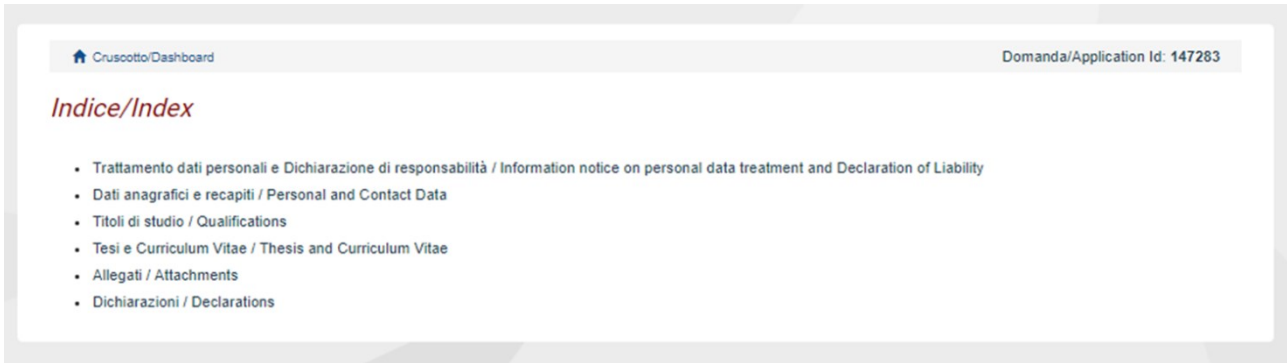 Cruscotto/Dashboard
Domanda/Application Id: 147283
Indice/Index
Trattamento dati personali e Dichiarazione di responsabilità / Information notice on personal data treatment and Declaration of Liability
Dati anagrafici e recapiti / Personal and Contact Data
Titoli di studio / Qualifications
Tesi e Curriculum Vitae / Thesis and Curriculum Vitae
Allegati / Attachments
Dichiarazioni / Declarations